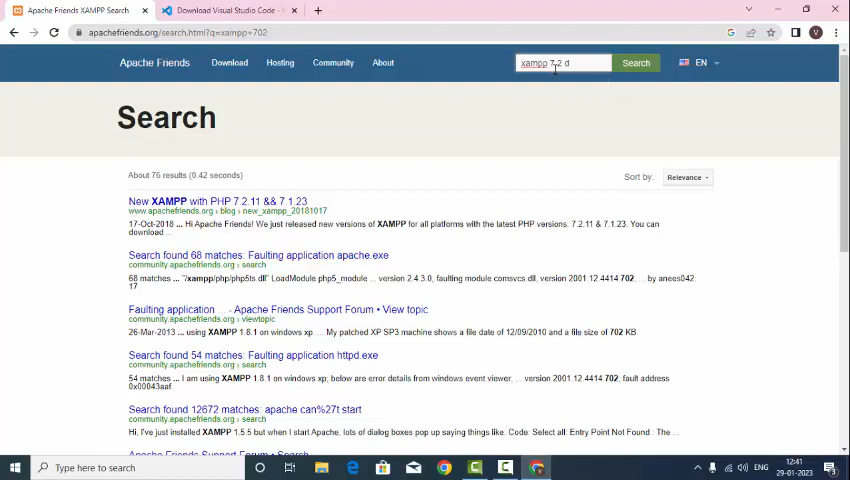 Apache Friends XAMPP Search
Download Visual Studio Code -
apachefriends.org/search.html?q=xampp+702
V
Apache Friends
Download
Hosting
Community
About
xampp 7.2 d
Search
EN
Search
About 76 results (0.42 seconds)
Sort by:
Relevance
New XAMPP with PHP 7.2.11 && 7.1.23
www.apachefriends.org › blog › new_xampp_20181017
17-Oct-2018 ... Hi Apache Friends! We just released new versions of XAMPP for all platforms with the latest PHP versions: 7.2.11 & 7.1.23. You can
download ...
Search found 68 matches: Faulting application apache.exe
community.apachefriends.org › search
68 matches ... "/xampp/php/php5ts.dll" LoadModule php5_module ... version 2.4.3.0, faulting module comsvcs.dll, version 2001.12.4414 702, ... by anees042:
17
Faulting application ... - Apache Friends Support Forum • View topic
community.apachefriends.org › viewtopic
26-Mar-2013 ... using XAMPP 1.8.1 on windows xp. ... My patched XP SP3 machine shows a file date of 12/09/2010 and a file size of 702 KB.
Search found 54 matches: Faulting application httpd.exe
community.apachefriends.org › search
54 matches ... I am using XAMPP 1.8.1 on windows xp; below are error details from windows event viewer, ... version 2001.12.4414 702, fault address
0x00043aaf.
Search found 12672 matches: apache can%27t start
community.apachefriends.org › search
Hi, I've just installed XAMPP 1.5.5 but when I start Apache, lots of dialog boxes pop up saying things like: Code: Select all: Entry Point Not Found : The ...
Type here to search
ENG
12:41
29-01-2023
3